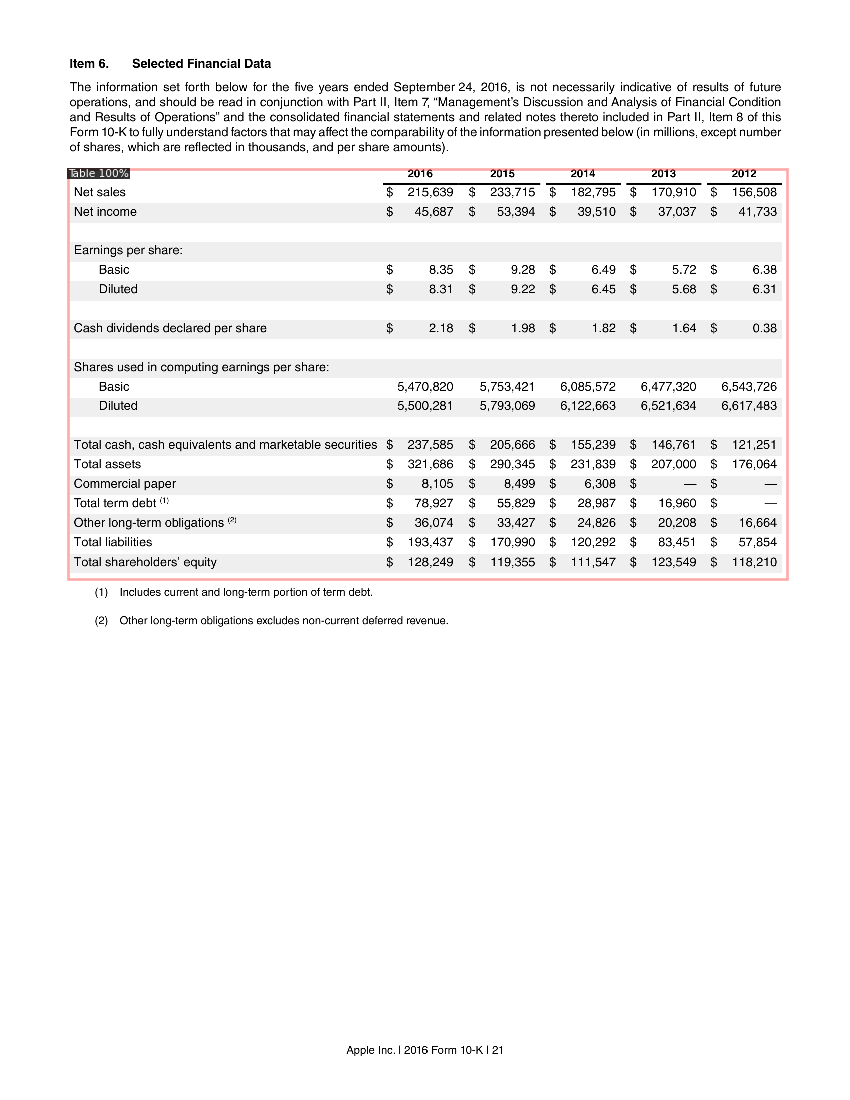 Item 6. Selected Financial Data
The information set forth below for the five years ended September 24, 2016, is not necessarily indicative of results of future
operations, and should be read in conjunction with Part II, Item 7, “Management’s Discussion and Analysis of Financial Condition
and Results of Operations” and the consolidated financial statements and related notes thereto included in Part II, Item 8 of this
Form 10-K to fully understand factors that may affect the comparability of the information presented below (in millions, except number
of shares, which are reflected in thousands, and per share amounts).
Table 100%
2016 2015 2014 2013 2012
Net sales $ 215,639 $ 233,715 $ 182,795 $ 170,910 $ 156,508
Net income $ 45,687 $ 53,394 $ 39,510 $ 37,037 $ 41,733
Earnings per share:
Basic $ 8.35 $ 9.28 $ 6.49 $ 5.72 $ 6.38
Diluted $ 8.31 $ 9.22 $ 6.45 $ 5.68 $ 6.31
Cash dividends declared per share $ 2.18 $ 1.98 $ 1.82 $ 1.64 $ 0.38
Shares used in computing earnings per share:
Basic 5,470,820 5,753,421 6,085,572 6,477,320 6,543,726
Diluted 5,500,281 5,793,069 6,122,663 6,521,634 6,617,483
Total cash, cash equivalents and marketable securities $ 237,585 $ 205,666 $ 155,239 $ 146,761 $ 121,251
Total assets $ 321,686 $ 290,345 $ 231,839 $ 207,000 $ 176,064
Commercial paper $ 8,105 $ 8,499 $ 6,308 $ — $ —
Total term debt (1) $ 78,927 $ 55,829 $ 28,987 $ 16,960 $ —
Other long-term obligations (2) $ 36,074 $ 33,427 $ 24,826 $ 20,208 $ 16,664
Total liabilities $ 193,437 $ 170,990 $ 120,292 $ 83,451 $ 57,854
Total shareholders’ equity $ 128,249 $ 119,355 $ 111,547 $ 123,549 $ 118,210
(1) Includes current and long-term portion of term debt.
(2) Other long-term obligations excludes non-current deferred revenue.
Apple Inc. | 2016 Form 10-K | 21